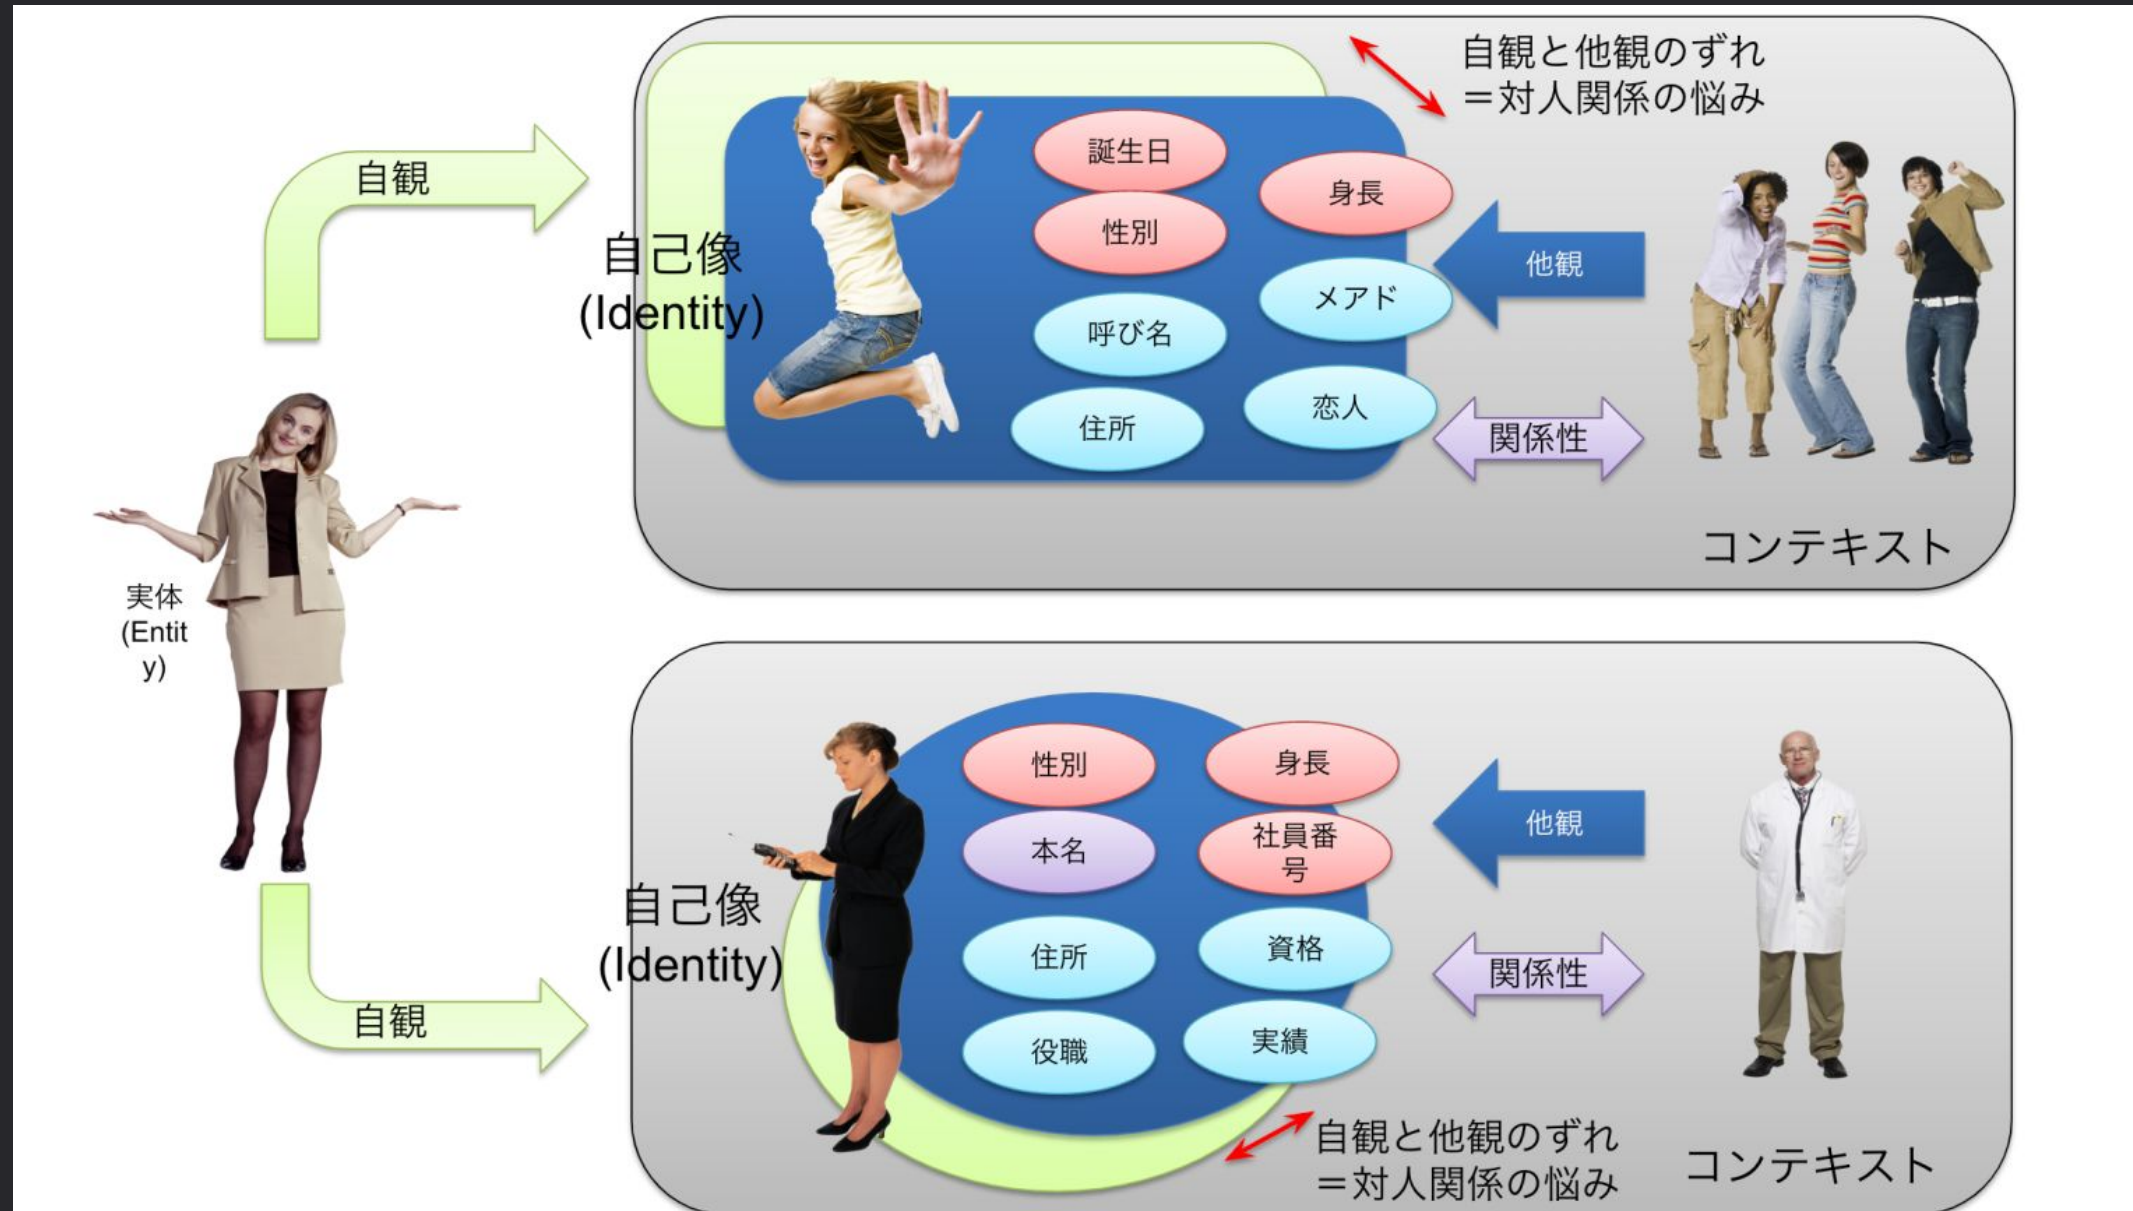 自観と他観のずれ
＝対人関係の悩み
自観
誕生日
身長
性別
他観
自己像
(Identity)
メアド
呼び名
恋人
住所
関係性
コンテキスト
実体
(Entit
y)
性別
身長
他観
本名
社員番
号
自己像
(Identity)
住所
資格
関係性
自観
役職
実績
自観と他観のずれ
＝対人関係の悩み
コンテキスト